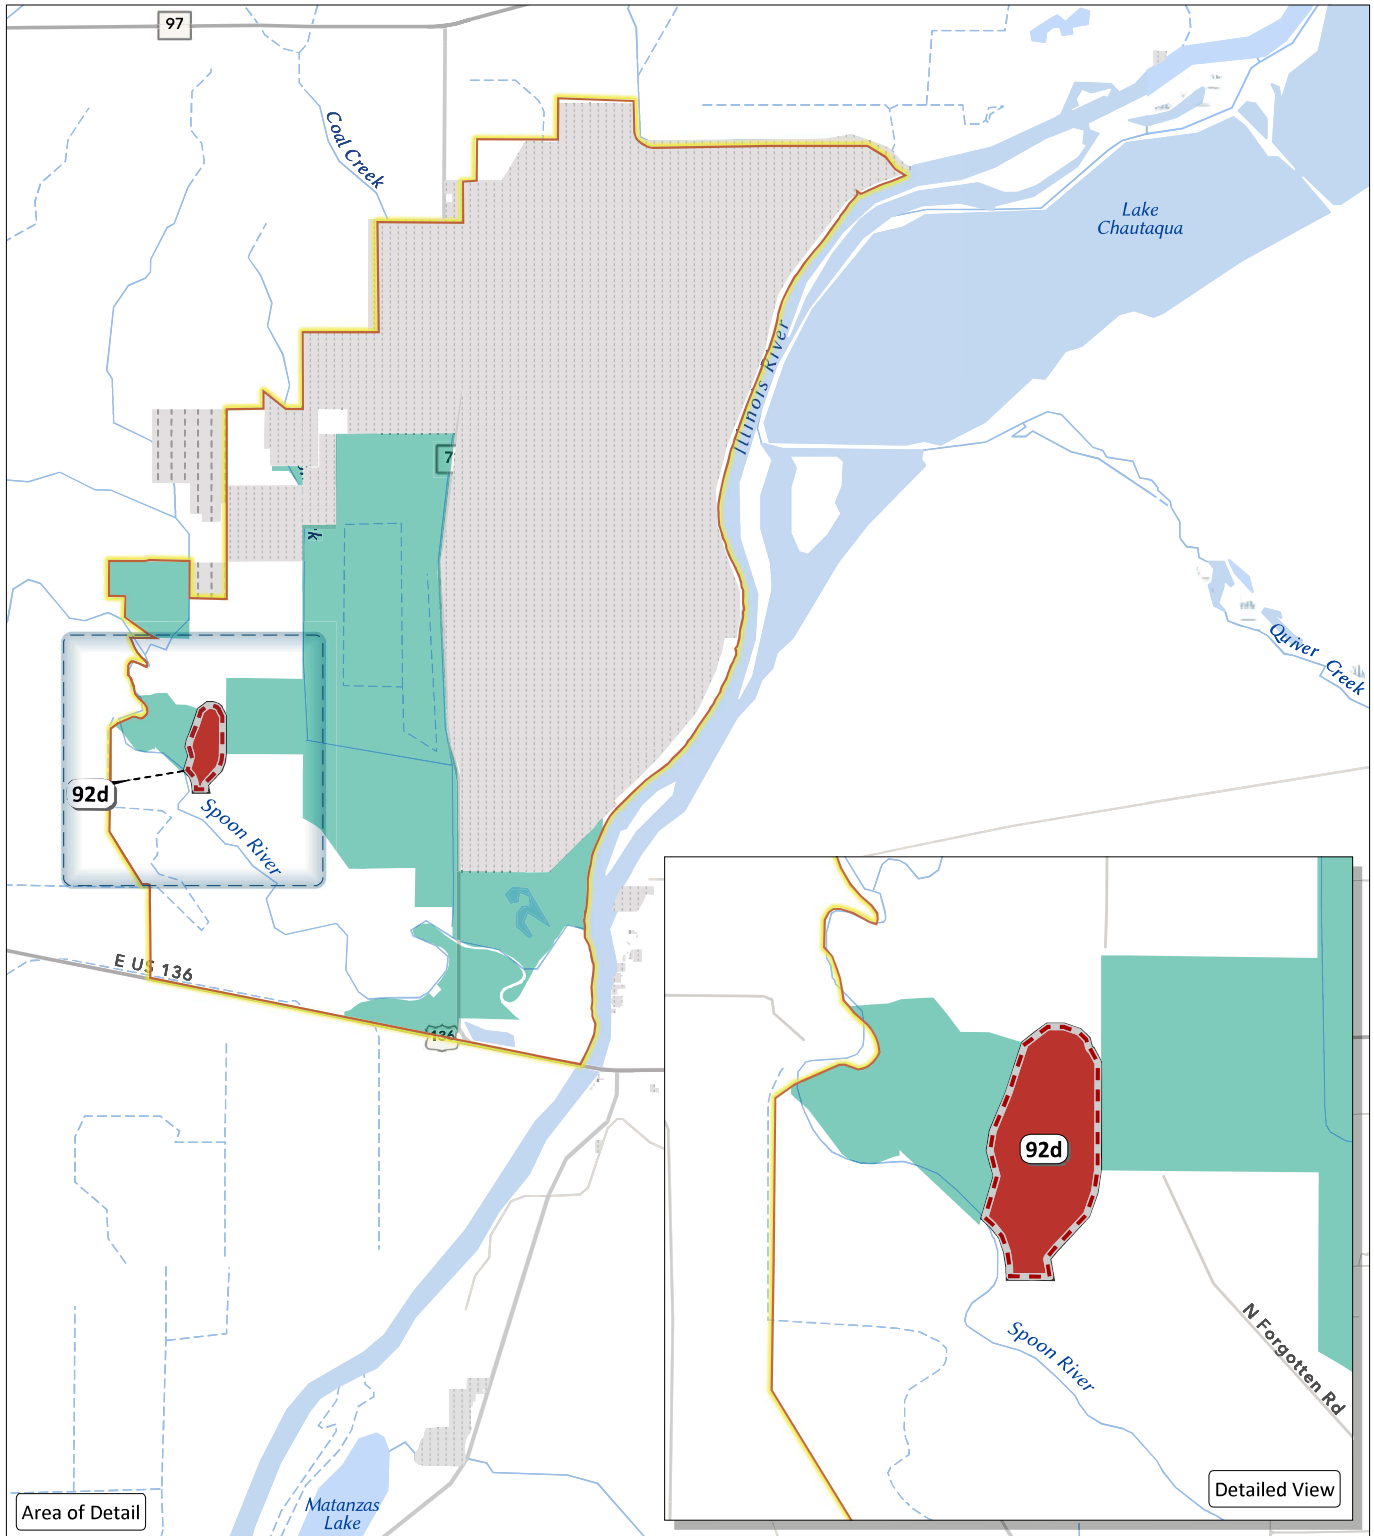 97
Coal Creek
Lake
Chautauqua
Illinois River
7
k
Quiver Creek
92d
Spoon River
E US 136
136
92d
N Forgotten Rd
Spoon River
Matanzas
Lake
Area of Detail
Detailed View